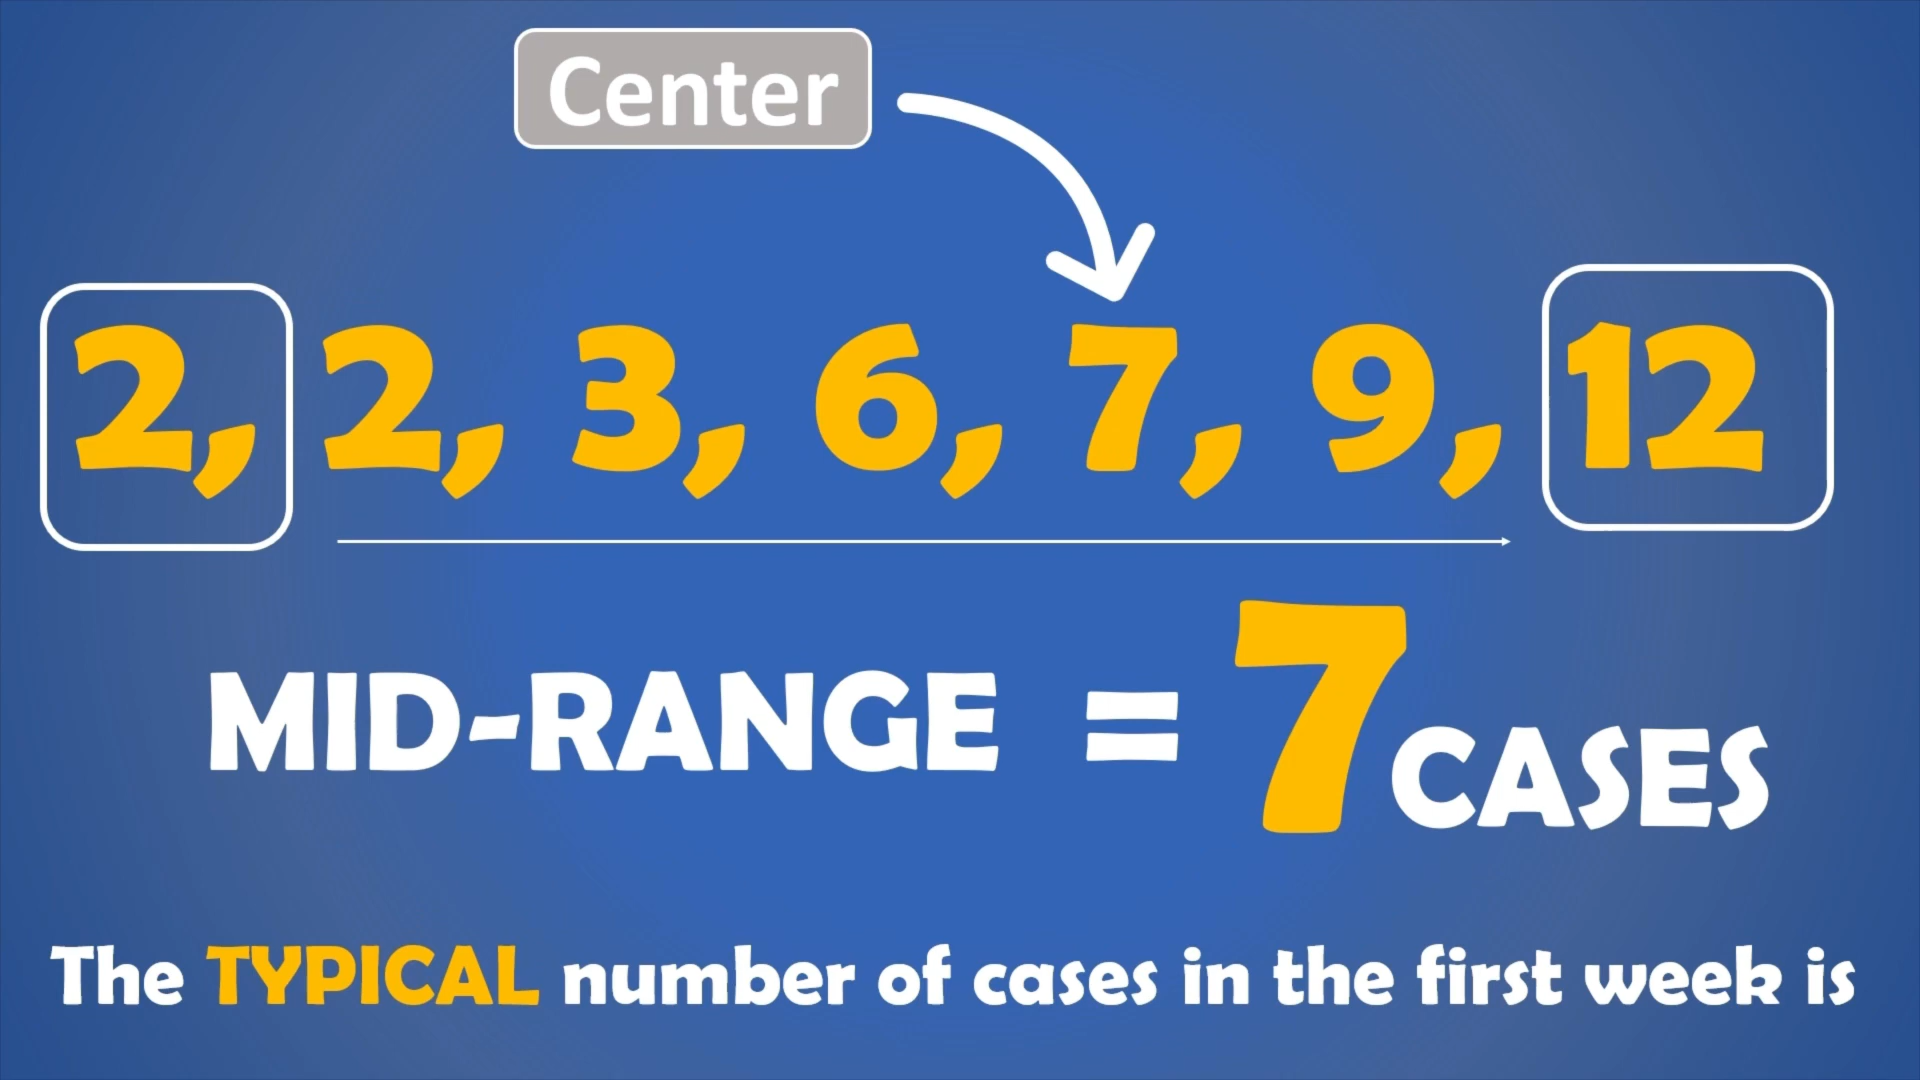 Center
2, 2, 3, 6, 7, 9, 12
MID-RANGE = 7 CASES
The TYPICAL number of cases in the first week is